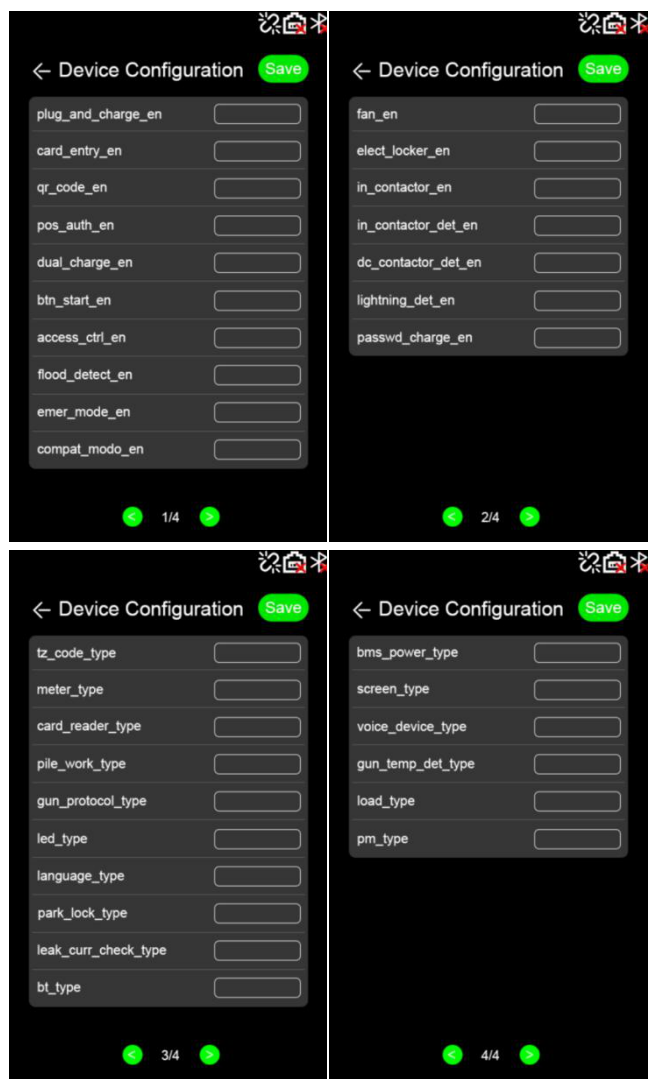 Device Configuration Save
plug_and_charge_en
card_entry_en
qr_code_en
pos_auth_en
dual_charge_en
btn_start_en
access_ctrl_en
flood_detect_en
emer_mode_en
compat_modo_en
< 1/4 >
Device Configuration Save
fan_en
elect_locker_en
in_contactor_en
in_contactor_det_en
dc_contactor_det_en
lightning_det_en
passwd_charge_en
< 2/4 >
Device Configuration Save
tz_code_type
meter_type
card_reader_type
pile_work_type
gun_protocol_type
led_type
language_type
park_lock_type
leak_curr_check_type
bt_type
< 3/4 >
Device Configuration Save
bms_power_type
screen_type
voice_device_type
gun_temp_det_type
load_type
pm_type
< 4/4 >